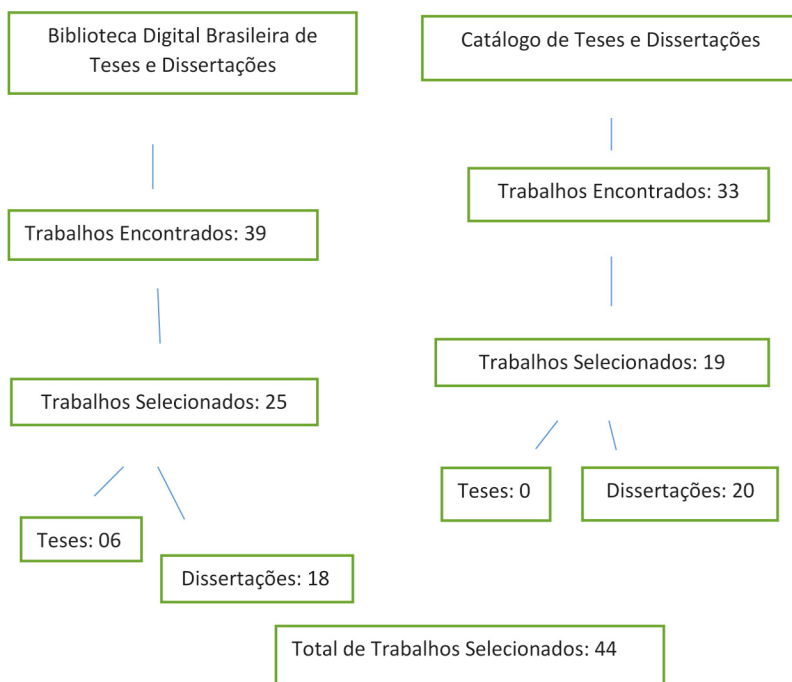 Biblioteca Digital Brasileira de
Teses e Dissertações
Trabalhos Encontrados: 39
Trabalhos Selecionados: 25
Teses: 06
Dissertações: 18
Catálogo de Teses e Dissertações
Trabalhos Encontrados: 33
Trabalhos Selecionados: 19
Teses: 0
Dissertações: 20
Total de Trabalhos Selecionados: 44